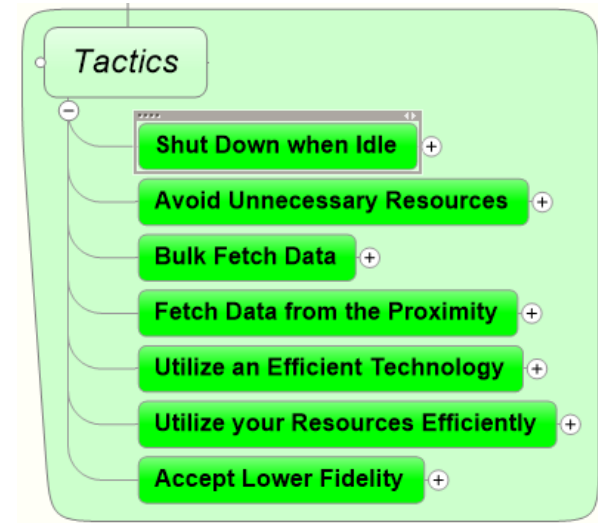 Tactics
Shut Down when Idle
Avoid Unnecessary Resources
Bulk Fetch Data
Fetch Data from the Proximity
Utilize an Efficient Technology
Utilize your Resources Efficiently
Accept Lower Fidelity